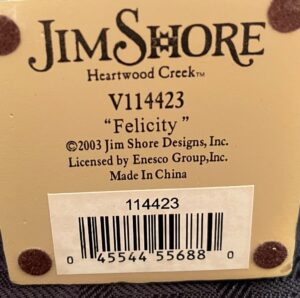 JIM SHORE
Heartwood Creek™
V114423
"Felicity"
©2003 Jim Shore Designs, Inc.
Licensed by Enesco Group,Inc.
Made In China
114423
0 45544 55688 0